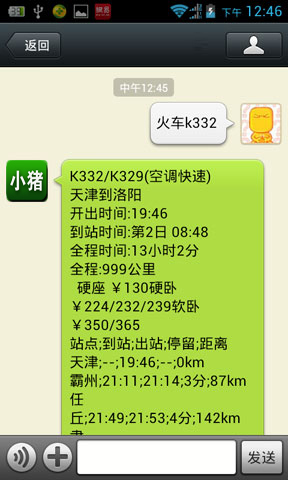 下午 12:46
返回
中午12:45
火车k332
小猪
K332/K329(空调快速)
天津到洛阳
开出时间:19:46
到站时间:第2日 08:48
全程时间:13小时2分
全程:999公里
硬座 ￥130硬卧
￥224/232/239软卧
￥350/365
站点;到站;出站;停留;距离
天津;--;19:46;--;0km
霸州;21:11;21:14;3分;87km
任
丘;21:49;21:53;4分;142km
发送